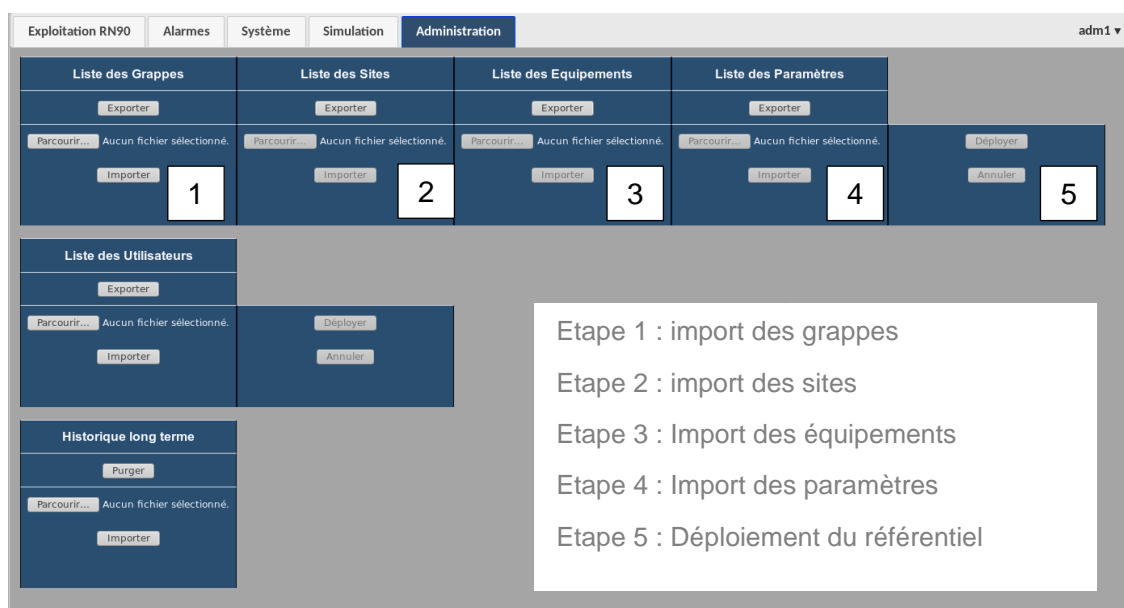 Exploitation RN90 Alarmes Système Simulation Administration adm1 ▾
Liste des Grappes Liste des Sites Liste des Equipements Liste des Paramètres
Exporter Exporter Exporter Exporter
Parcourir... Aucun fichier sélectionné. Parcourir... Aucun fichier sélectionné. Parcourir... Aucun fichier sélectionné. Parcourir... Aucun fichier sélectionné. Déployer
Importer Importer Importer Importer Annuler
1 2 3 4 5
Liste des Utilisateurs
Exporter
Parcourir... Aucun fichier sélectionné. Déployer
Importer Annuler
Etape 1 : import des grappes
Etape 2 : import des sites
Etape 3 : Import des équipements
Etape 4 : Import des paramètres
Etape 5 : Déploiement du référentiel
Historique long terme
Purger
Parcourir... Aucun fichier sélectionné.
Importer